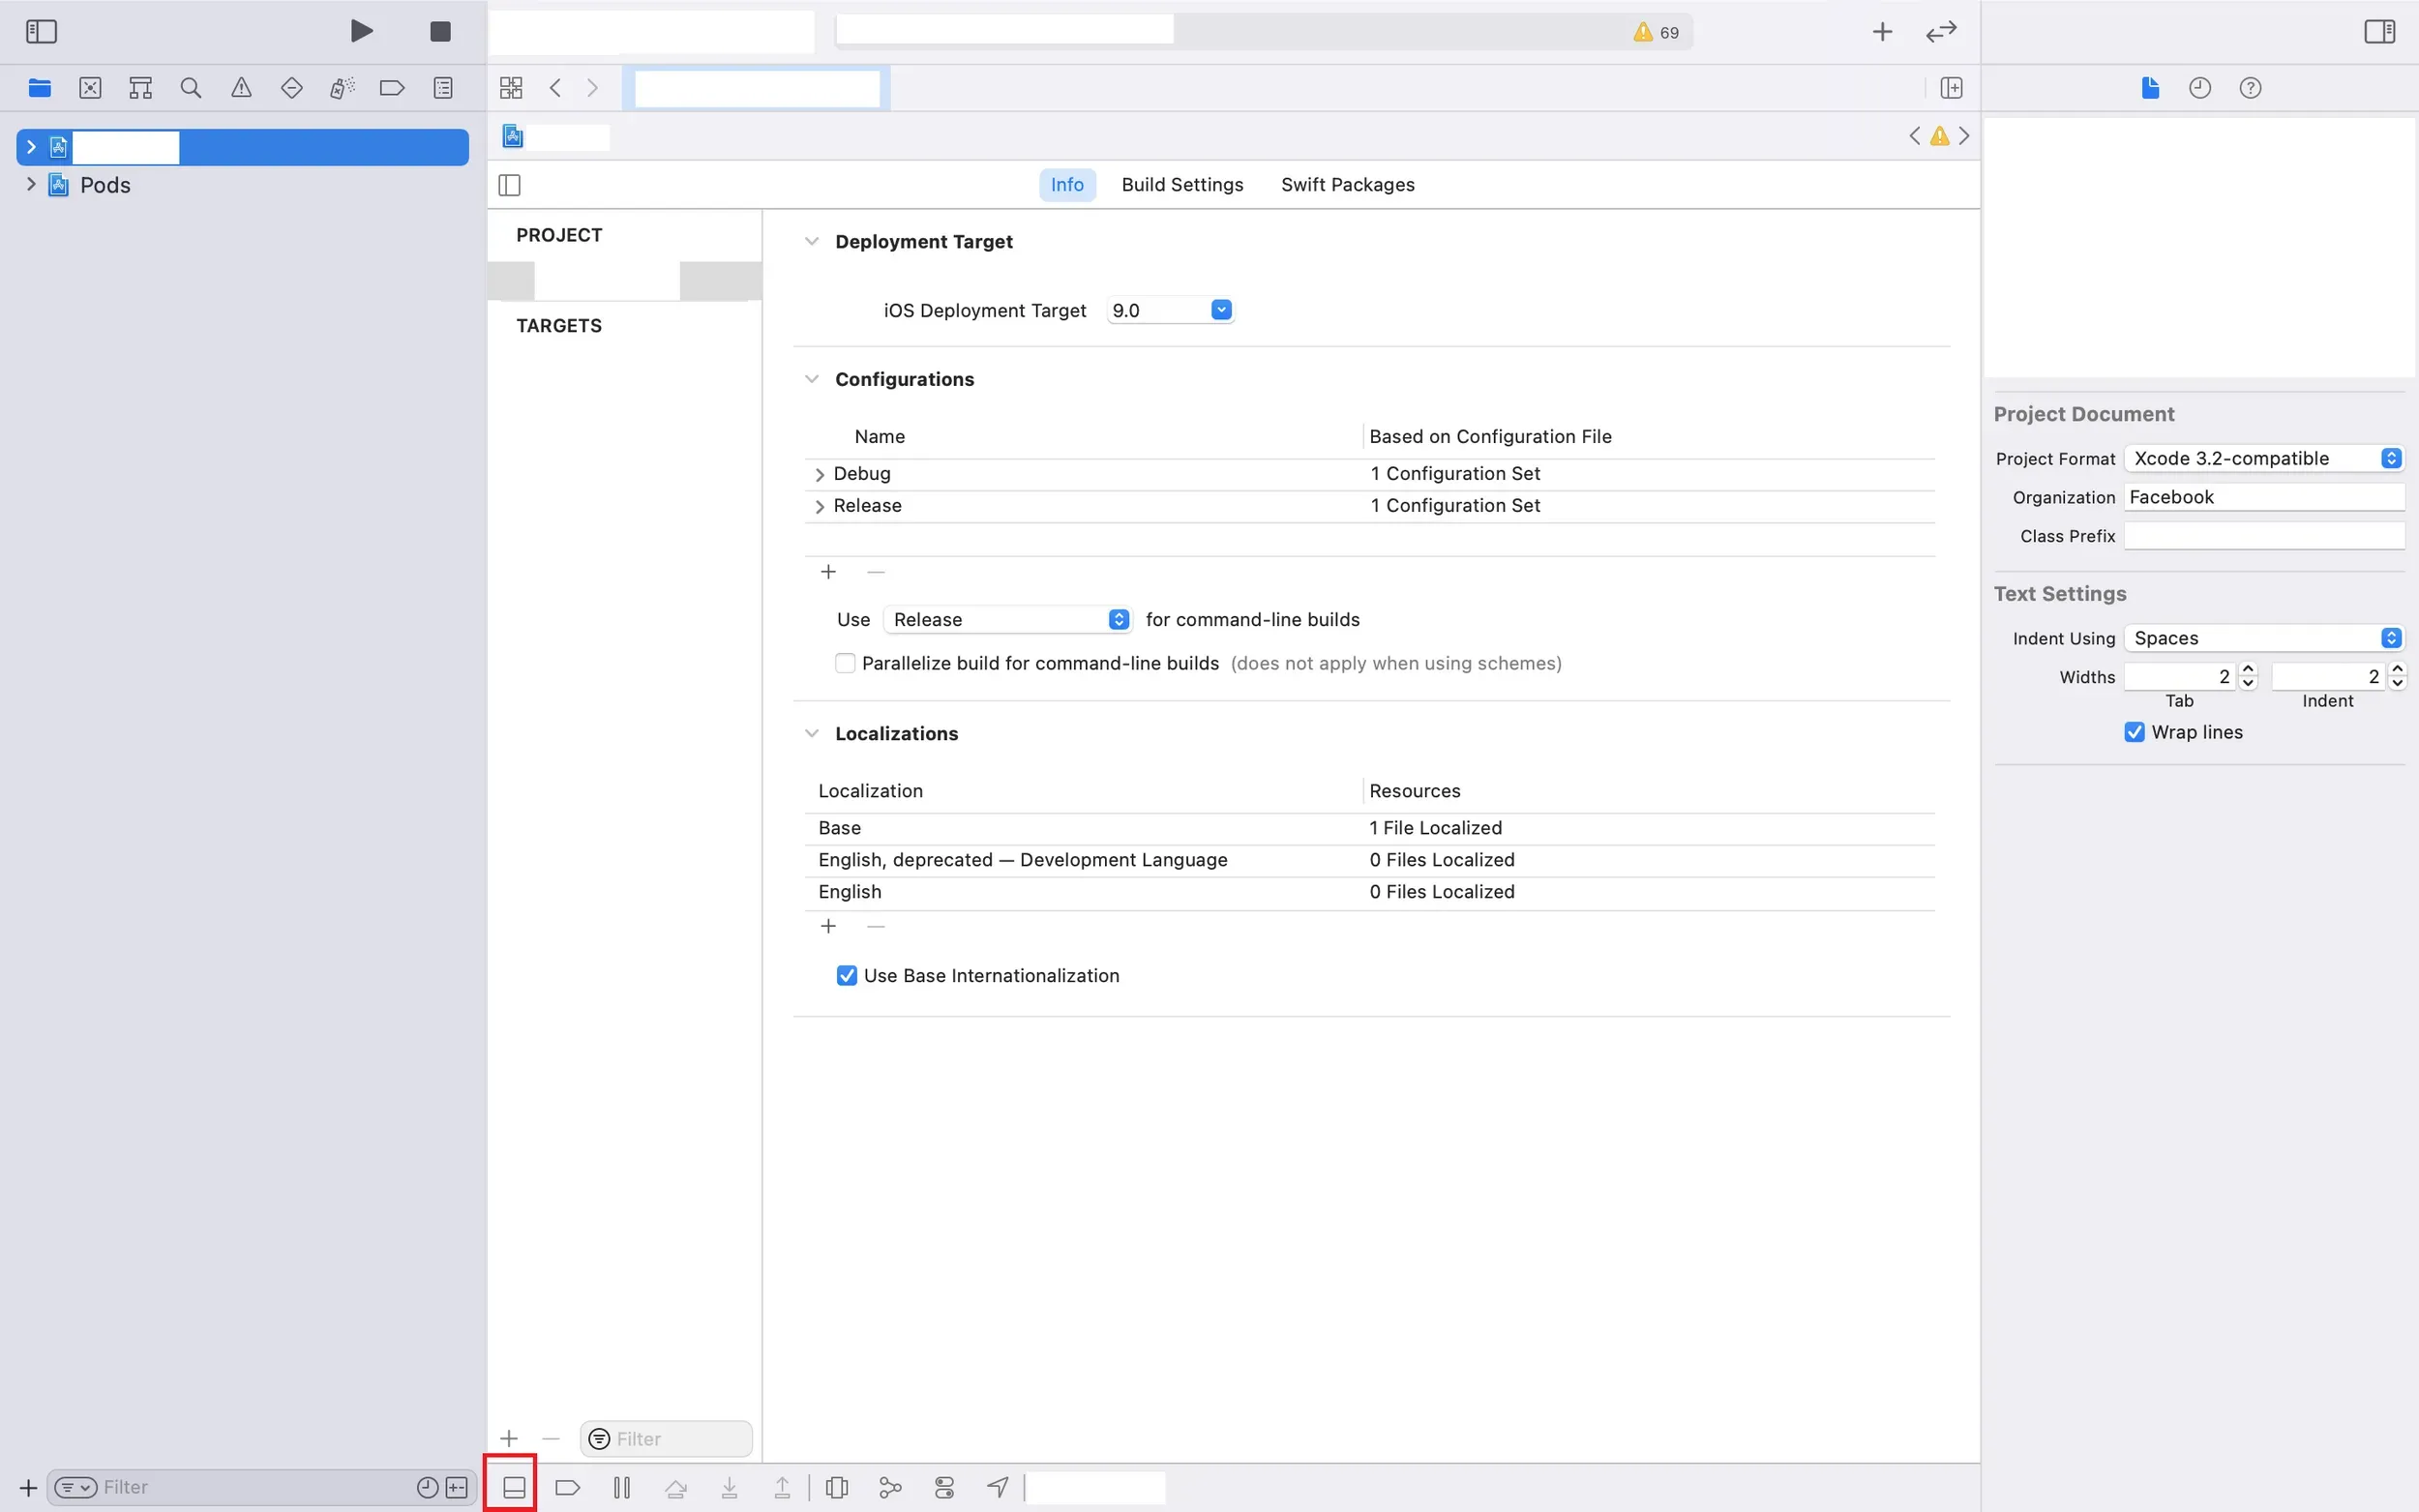 69
Pods
Info Build Settings Swift Packages
PROJECT
TARGETS
Deployment Target
iOS Deployment Target 9.0
Configurations
Name Based on Configuration File
Debug 1 Configuration Set
Release 1 Configuration Set
Use Release for command-line builds
Parallelize build for command-line builds (does not apply when using schemes)
Localizations
Localization Resources
Base 1 File Localized
English, deprecated — Development Language 0 Files Localized
English 0 Files Localized
Use Base Internationalization
Filter
Filter
Project Document
Project Format Xcode 3.2-compatible
Organization Facebook
Class Prefix
Text Settings
Indent Using Spaces
Widths 2 2
Tab Indent
Wrap lines